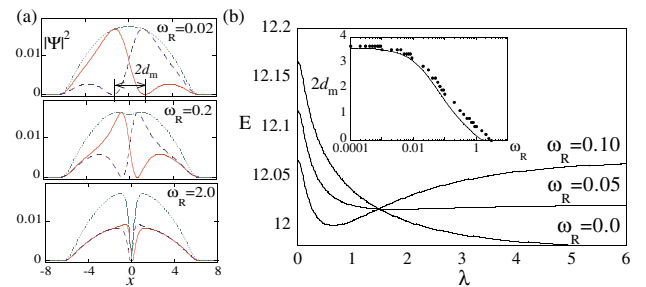 (a)
|Ψ|²
ω_R=0.02
0.01
2d_m
0
ω_R=0.2
0.01
0
ω_R=2.0
0.01
0
-8 -4 0 4 8
x
(b)
12.2
12.15
E 12.1
12.05
12
0 1 2 3 4 5 6
λ
4
3
2d_m 2
1
0
0.0001 0.01 1 ω_R
ω_R=0.10
ω_R=0.05
ω_R=0.0